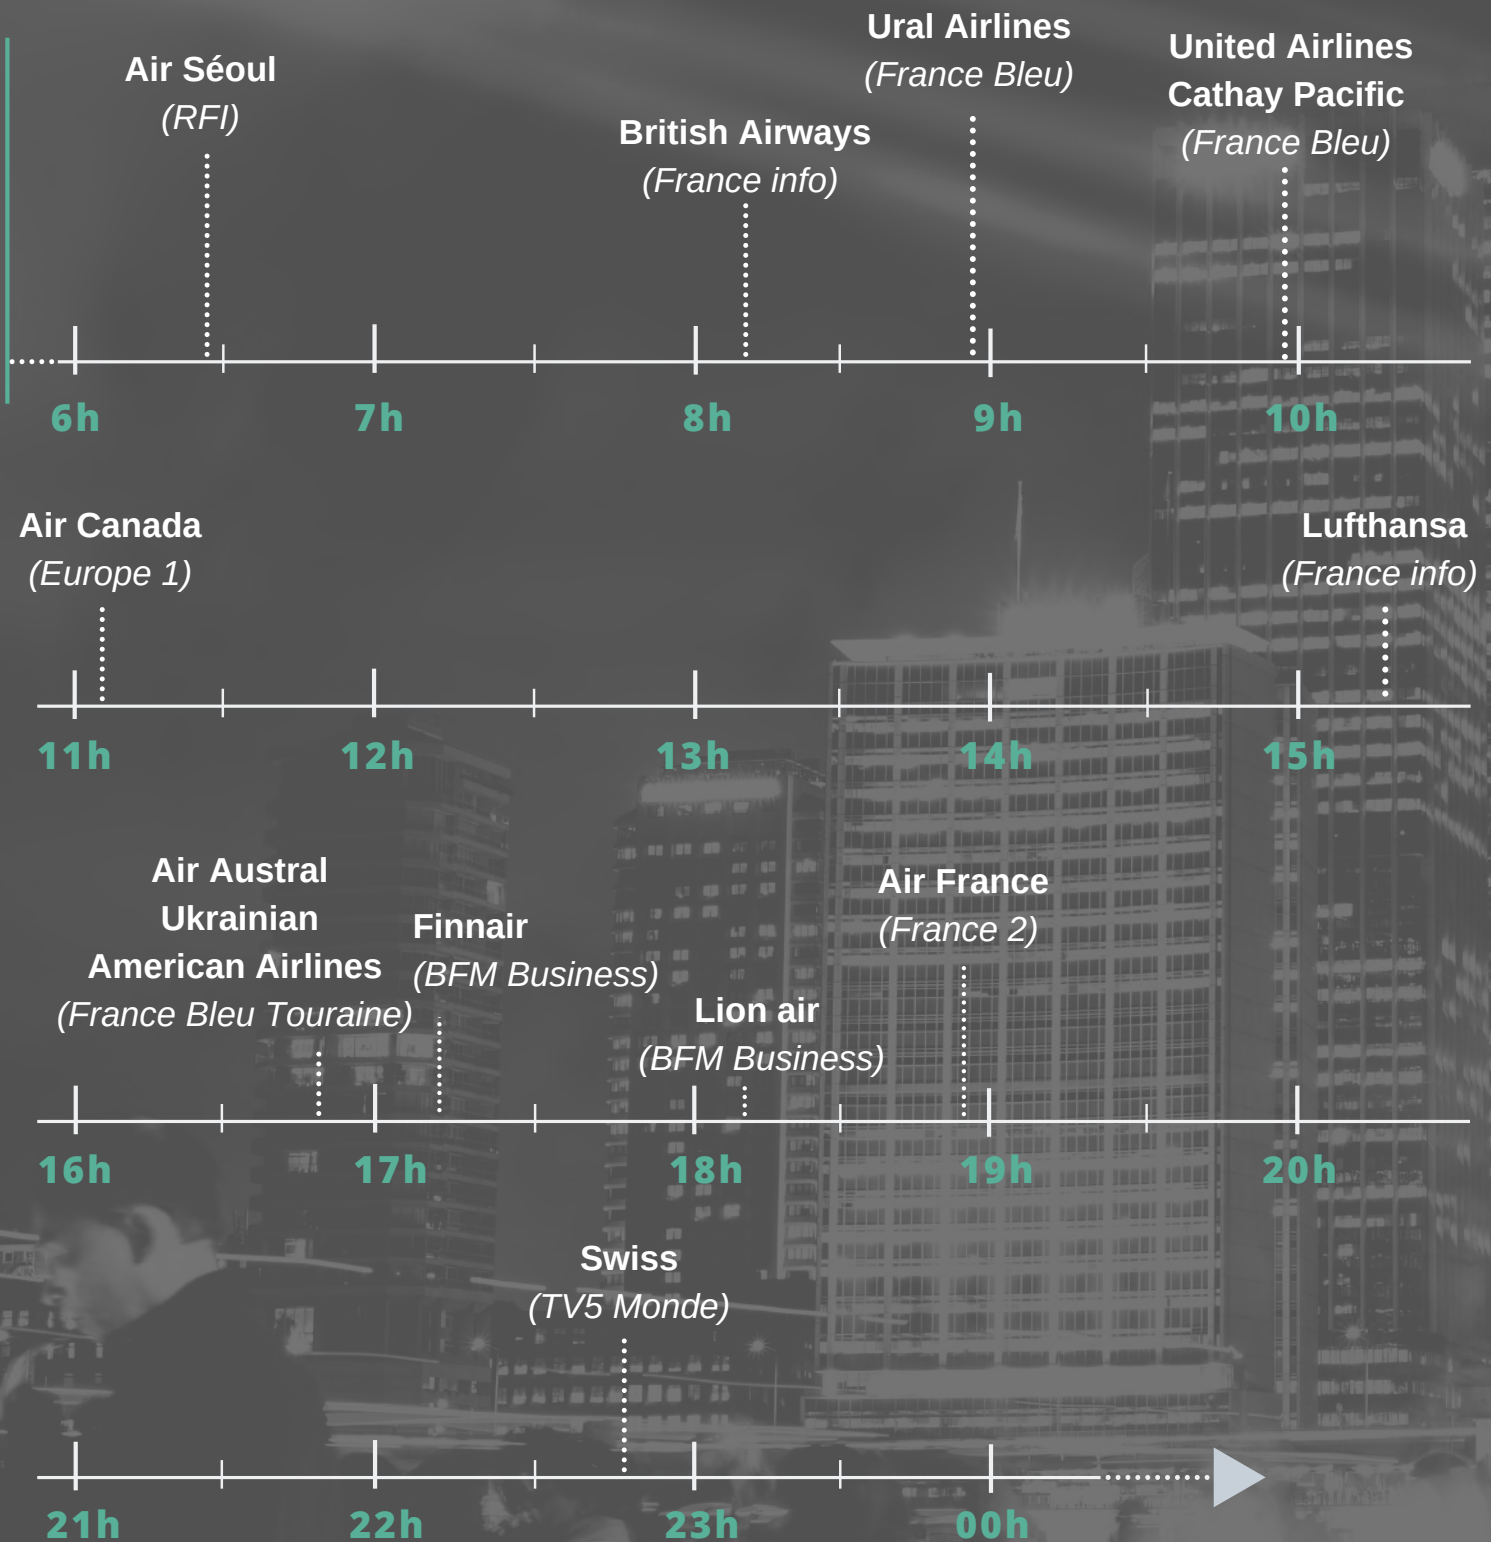 Air Séoul
(RFI)
British Airways
(France info)
Ural Airlines
(France Bleu)
United Airlines
Cathay Pacific
(France Bleu)
6h
7h
8h
9h
10h
Air Canada
(Europe 1)
Lufthansa
(France info)
11h
12h
13h
14h
15h
Air Austral
Ukrainian
American Airlines
(France Bleu Touraine)
Finnair
(BFM Business)
Lion air
(BFM Business)
Air France
(France 2)
16h
17h
18h
19h
20h
Swiss
(TV5 Monde)
21h
22h
23h
00h